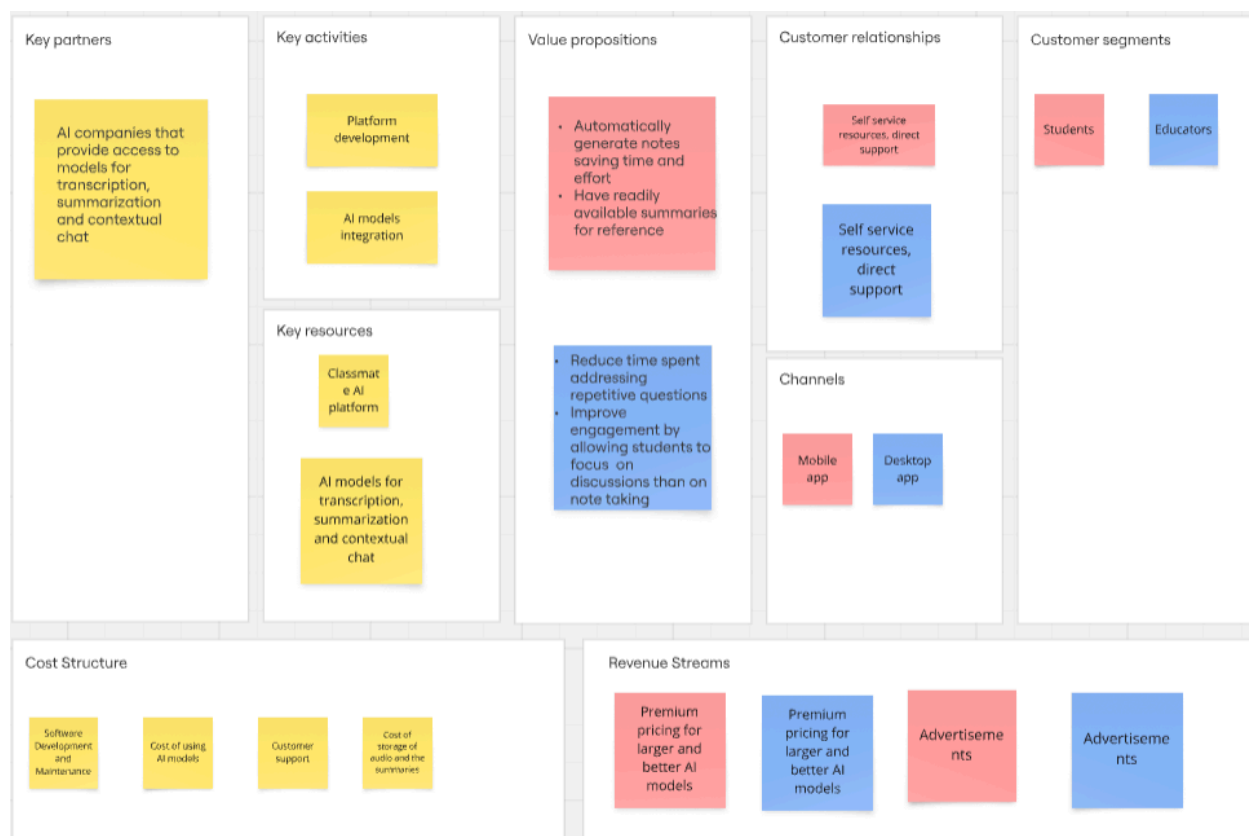 Key partners
AI companies that
provide access to
models for
transcription,
summarization
and contextual
chat
Key activities
Platform
development
AI models
integration
Key resources
Classmat
e AI
platform
AI models for
transcription,
summarization
and contextual
chat
Value propositions
• Automatically
generate notes
saving time and
effort
• Have readily
available summaries
for reference
• Reduce time spent
addressing
repetitive questions
• Improve
engagement by
allowing students to
focus on
discussions than on
note taking
Customer relationships
Self service
resources, direct
support
Self service
resources,
direct
support
Channels
Mobile
app
Desktop
app
Customer segments
Students
Educators
Cost Structure
Software
Development
and
Maintenance
Cost of using
AI models
Customer
support
Cost of
storage of
audio and the
summaries
Revenue Streams
Premium
pricing for
larger and
better AI
models
Premium
pricing for
larger and
better AI
models
Advertiseme
nts
Advertiseme
nts